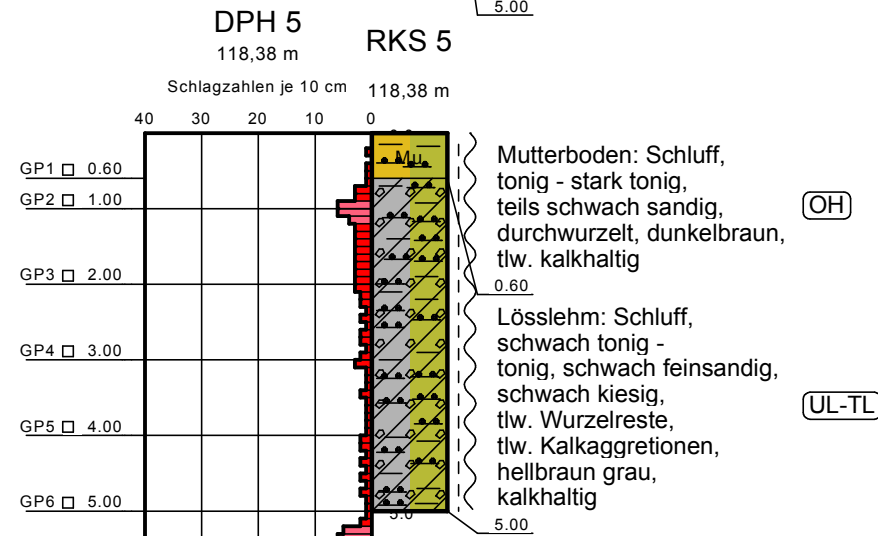 5.00
DPH 5
118,38 m
RKS 5
Schlagzahlen je 10 cm
118,38 m
40 30 20 10 0
Mu
GP1 0.60
GP2 1.00
GP3 2.00
GP4 3.00
GP5 4.00
GP6 5.00
5.0
Mutterboden: Schluff,
tonig - stark tonig,
teils schwach sandig,
durchwurzelt, dunkelbraun,
tlw. kalkhaltig
OH
0.60
Lösslehm: Schluff,
schwach tonig -
tonig, schwach feinsandig,
schwach kiesig,
tlw. Wurzelreste,
tlw. Kalkaggretionen,
hellbraun grau,
kalkhaltig
UL-TL
5.00